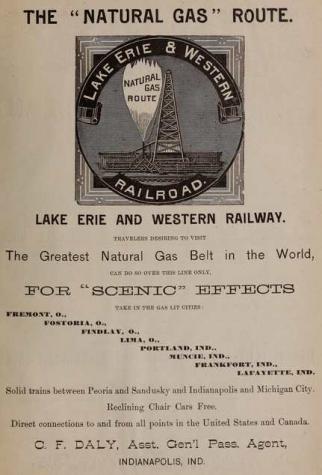 THE "NATURAL GAS" ROUTE.
LAKE ERIE & WESTERN
NATURAL
GAS
ROUTE
RAILROAD.
LAKE ERIE AND WESTERN RAILWAY.
TRAVELERS DESIRING TO VISIT
The Greatest Natural Gas Belt in the World,
CAN DO SO OVER THIS LINE ONLY,
FOR "SCENIC" EFFECTS
TAKE IN THE GAS LIT CITIES:
FREMONT, O.,
FOSTORIA, O.,
FINDLAY, O.,
LIMA, O.,
PORTLAND, IND.,
MUNCIE, IND.,
FRANKFORT, IND.,
LAFAYETTE, IND.
Solid trains between Peoria and Sandusky and Indianapolis and Michigan City.
Reclining Chair Cars Free.
Direct connections to and from all points in the United States and Canada.
C. F. DALY, Asst. Gen'l Pass. Agent,
INDIANAPOLIS, IND.